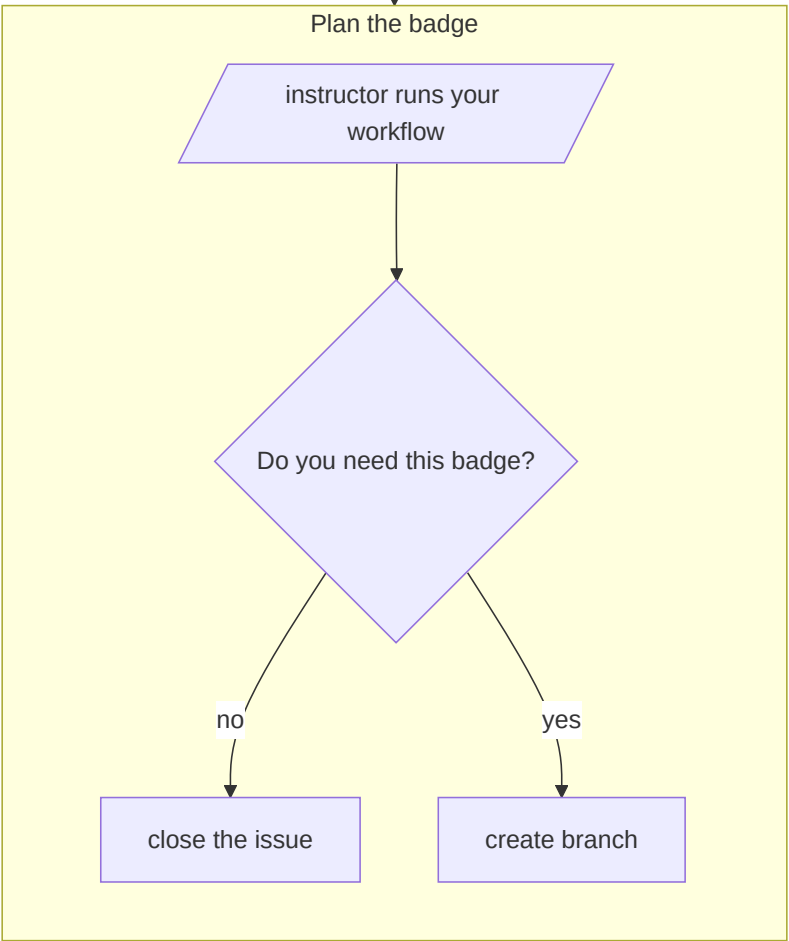 Plan the badge
instructor runs your
workflow
Do you need this badge?
no
yes
close the issue
create branch